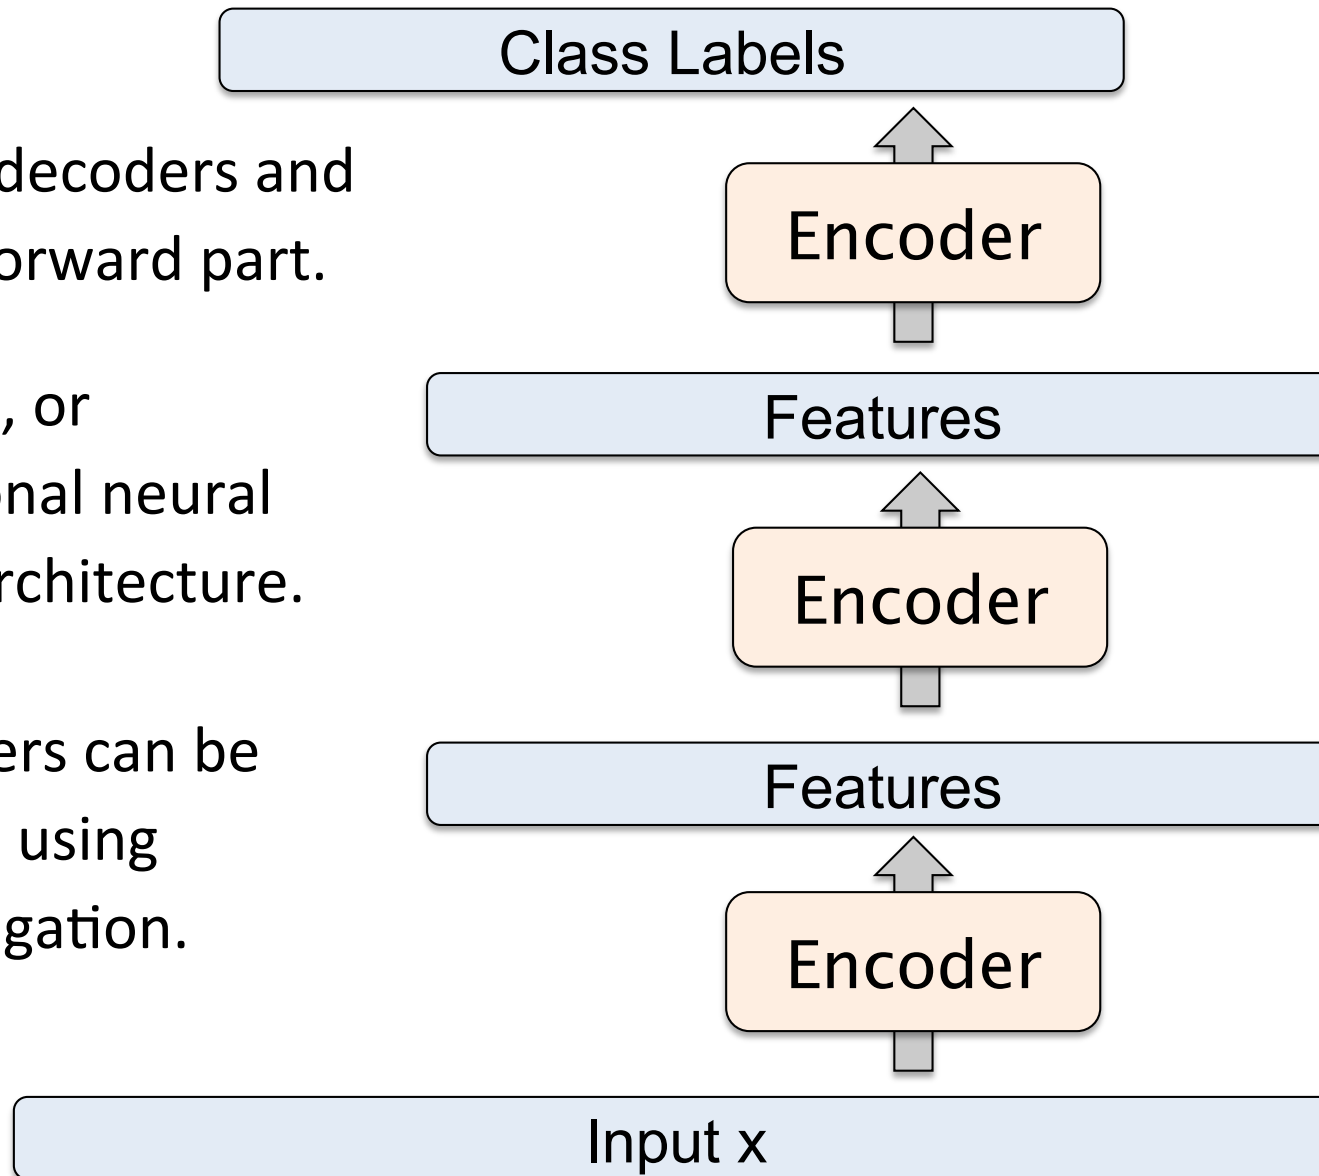 Class Labels
decoders and
orward part.
Encoder
, or
onal neural
rchitecture.
Features
Encoder
ers can be
using
gation.
Features
Encoder
Input x